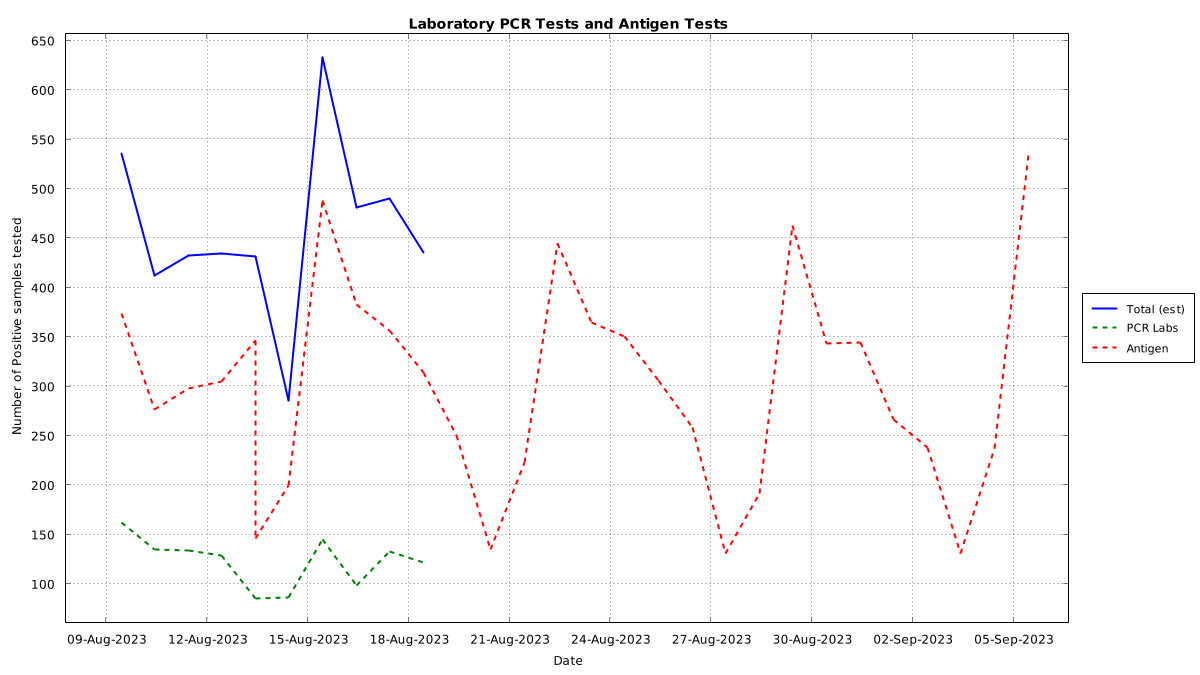 Laboratory PCR Tests and Antigen Tests
650
600
550
500
450
400
350
300
250
200
150
100
Number of Positive samples tested
09-Aug-2023 12-Aug-2023 15-Aug-2023 18-Aug-2023 21-Aug-2023 24-Aug-2023 27-Aug-2023 30-Aug-2023 02-Sep-2023 05-Sep-2023
Date
Total (est)
PCR Labs
Antigen